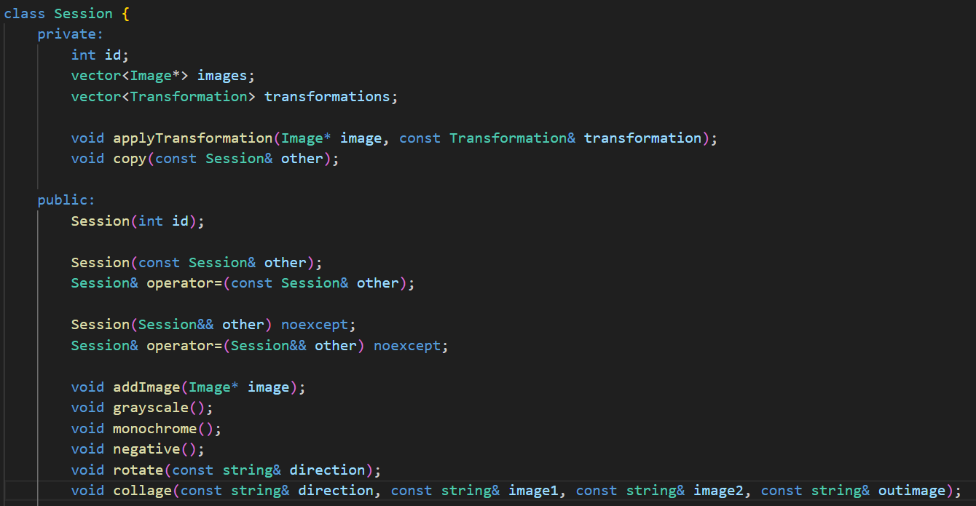 class Session {
private:
int id;
vector<Image*> images;
vector<Transformation> transformations;
void applyTransformation(Image* image, const Transformation& transformation);
void copy(const Session& other);
public:
Session(int id);
Session(const Session& other);
Session& operator=(const Session& other);
Session(Session&& other) noexcept;
Session& operator=(Session&& other) noexcept;
void addImage(Image* image);
void grayscale();
void monochrome();
void negative();
void rotate(const string& direction);
void collage(const string& direction, const string& image1, const string& image2, const string& outimage);